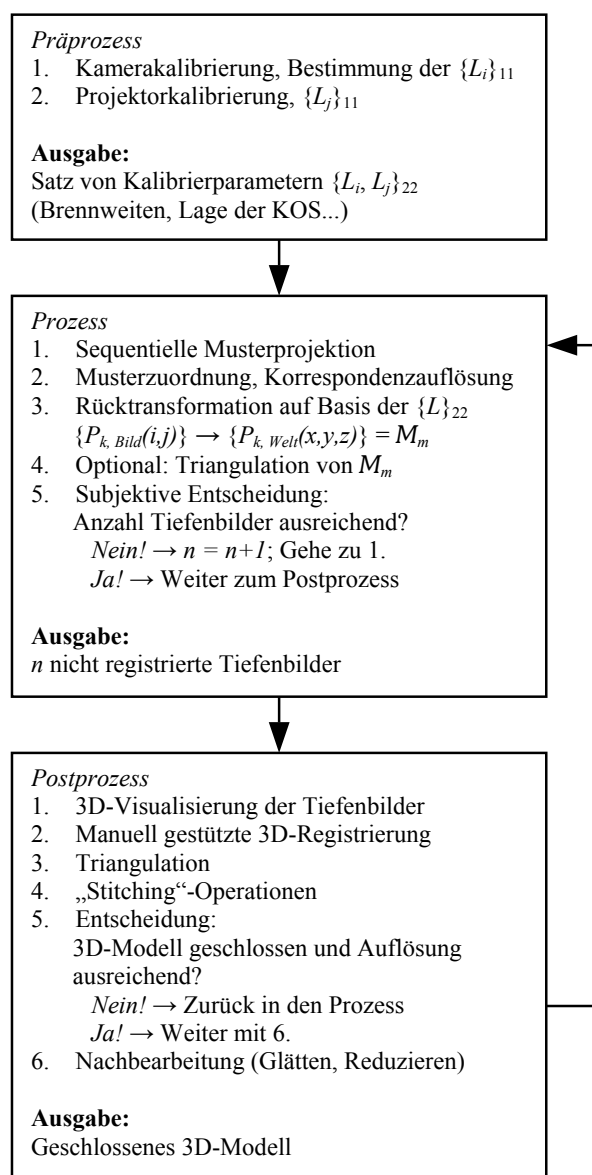 Präprozess
1. Kamerakalibrierung, Bestimmung der {Lᵢ}₁₁
2. Projektorkalibrierung, {Lⱼ}₁₁
Ausgabe:
Satz von Kalibrierparametern {Lᵢ, Lⱼ}₂₂
(Brennweiten, Lage der KOS...)
Prozess
1. Sequentielle Musterprojektion
2. Musterzuordnung, Korrespondenzauflösung
3. Rücktransformation auf Basis der {L}₂₂
{Pk, Bild(i,j)} → {Pk, Welt(x,y,z)} = Mm
4. Optional: Triangulation von Mm
5. Subjektive Entscheidung:
Anzahl Tiefenbilder ausreichend?
Nein! → n = n+1; Gehe zu 1.
Ja! → Weiter zum Postprozess
Ausgabe:
n nicht registrierte Tiefenbilder
Postprozess
1. 3D-Visualisierung der Tiefenbilder
2. Manuell gestützte 3D-Registrierung
3. Triangulation
4. „Stitching“-Operationen
5. Entscheidung:
3D-Modell geschlossen und Auflösung
ausreichend?
Nein! → Zurück in den Prozess
Ja! → Weiter mit 6.
6. Nachbearbeitung (Glätten, Reduzieren)
Ausgabe:
Geschlossenes 3D-Modell